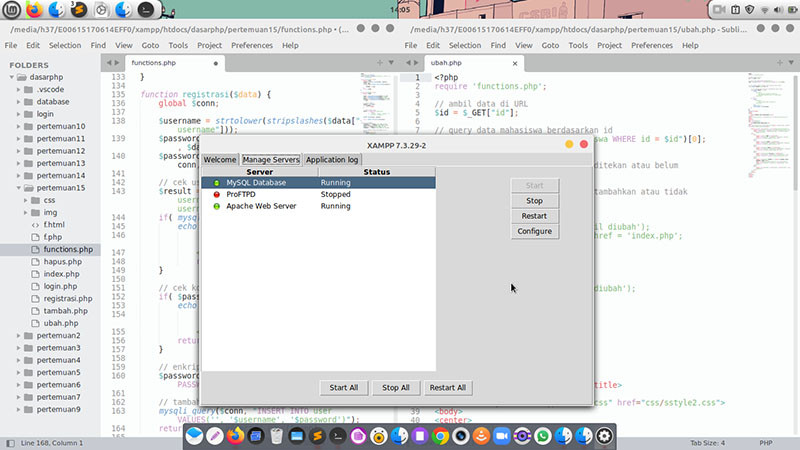 14:05
/media/h37/E00615170614EFF0/xampp/htdocs/dasarphp/pertemuan15/functions.php • (
/media/h37/E00615170614EFF0/xampp/htdocs/dasarphp/pertemuan15/ubah.php - Subli
File Edit Selection Find View Goto Tools Project Preferences Help
File Edit Selection Find View Goto Tools Project Preferences Help
FOLDERS
dasarphp
.vscode
database
login
pertemuan10
pertemuan11
pertemuan12
pertemuan13
pertemuan14
pertemuan15
css
img
f.html
f.php
functions.php
hapus.php
index.php
login.php
registrasi.php
tambah.php
ubah.php
pertemuan2
pertemuan3
pertemuan4
pertemuan5
pertemuan6
pertemuan7
pertemuan9
functions.php
133 }
134
135 function registrasi($data) {
136 global $conn;
137
138 $username = strtolower(stripslashes($data["
username"]));
139 $passwor
, $da
140 $passwor
conn,
141
142 // cek us
143 $result =
usern
usern
144 if( mysql
145 echo
146
147
148
149 }
150
151 // cek ko
152 if( $pass
153 echo
154
155
156 retur
157 }
158
159 // enkrip
160 $password
PASSW
161
162 // tambah
163 mysqli_query($conn, "INSERT INTO user
VALUES('', '$username', '$password')");
164 return
ubah.php
1 <?php
2 require 'functions.php';
3
4 // ambil data di URL
5 $id = $_GET["id"];
6
7 // query data mahasiswa berdasarkan id
swa WHERE id = $id")[0];
ditekan atau belum
tambahkan atau tidak
il diubah');
href = 'index.php';
diubah');
title>
href="css/sstyle2.css">
39 <body>
40 <center>
XAMPP 7.3.29-2
Welcome Manage Servers Application log
Server Status
MySQL Database Running
ProFTPD Stopped
Apache Web Server Running
Start
Stop
Restart
Configure
Start All Stop All Restart All
Line 168, Column 1
Tab Size: 4 PHP